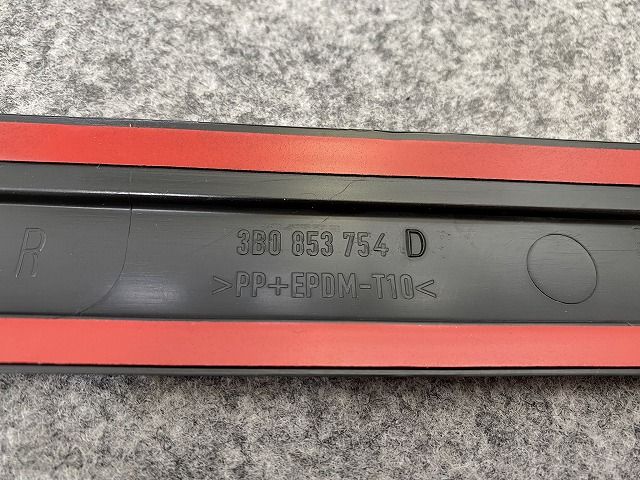 R
3B0 853 754 D
>PP+EPDM-T10<